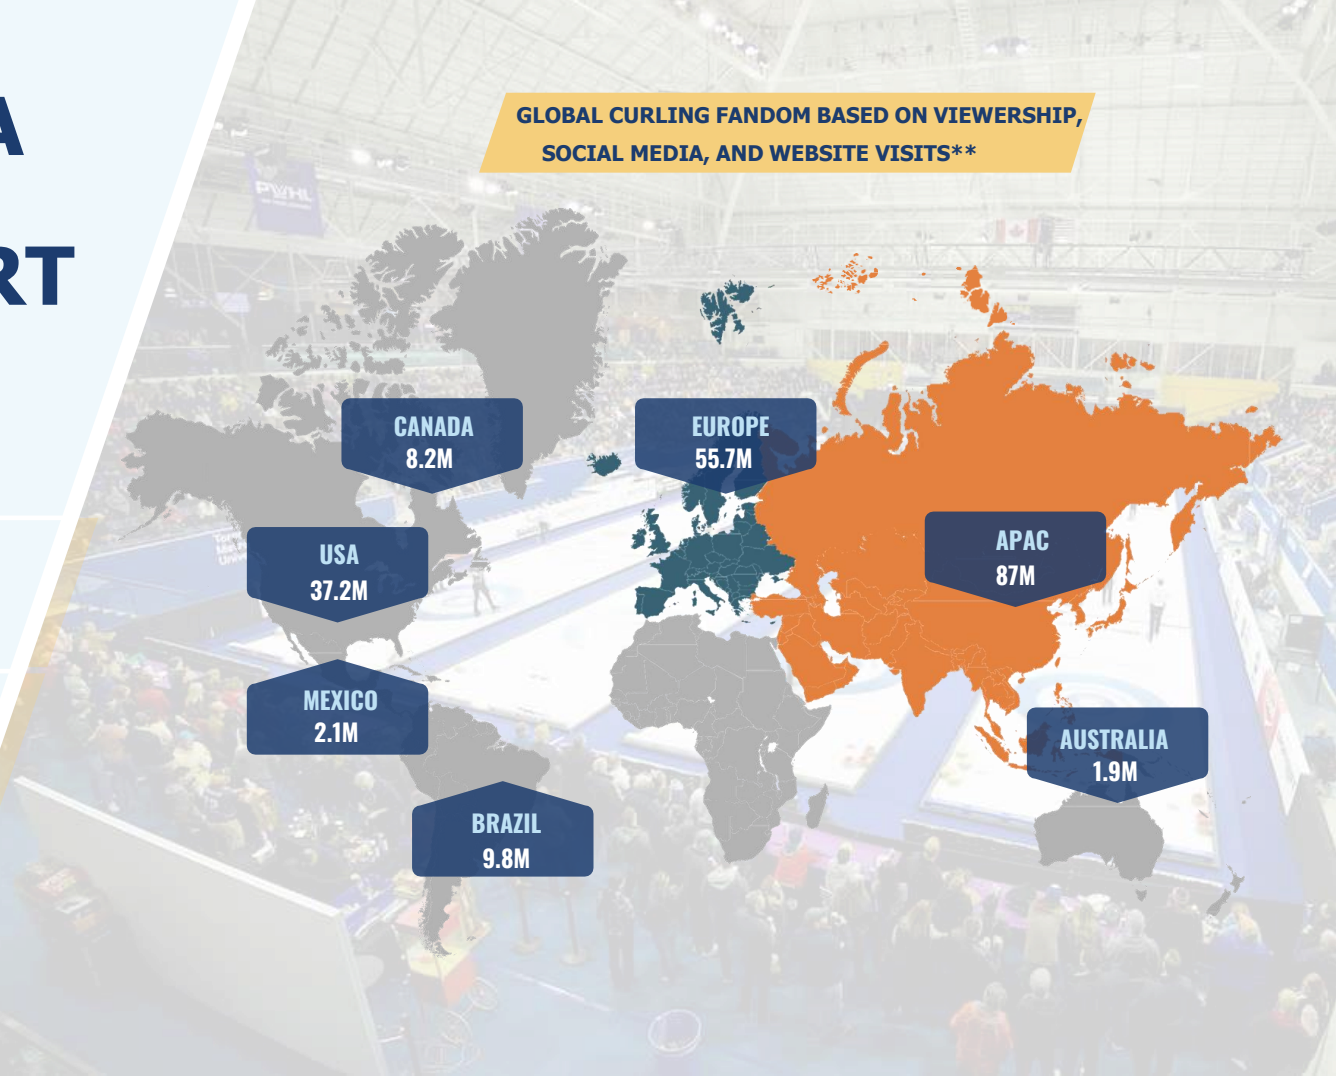 A
RT
GLOBAL CURLING FANDOM BASED ON VIEWERSHIP,
SOCIAL MEDIA, AND WEBSITE VISITS**
PWHL
CANADA
8.2M
EUROPE
55.7M
USA
37.2M
APAC
87M
MEXICO
2.1M
AUSTRALIA
1.9M
BRAZIL
9.8M